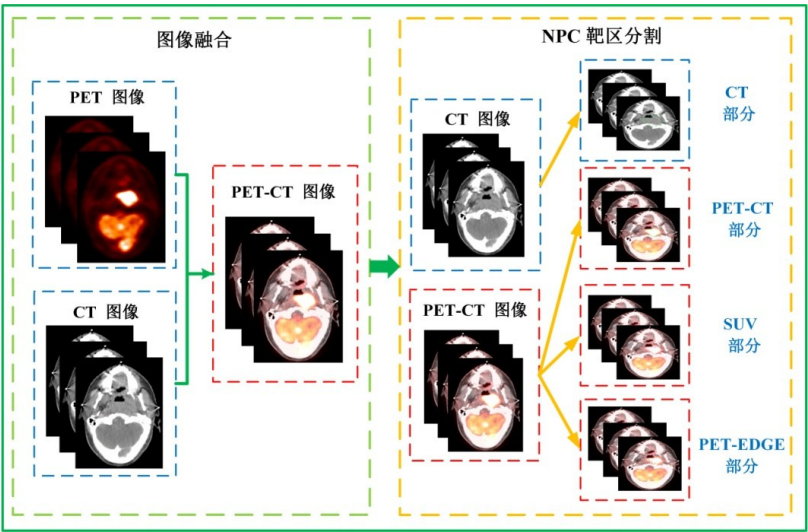 图像融合
PET 图像
PET-CT 图像
CT 图像
NPC 靶区分割
CT 图像
PET-CT 图像
CT
部分
PET-CT
部分
SUV
部分
PET-EDGE
部分